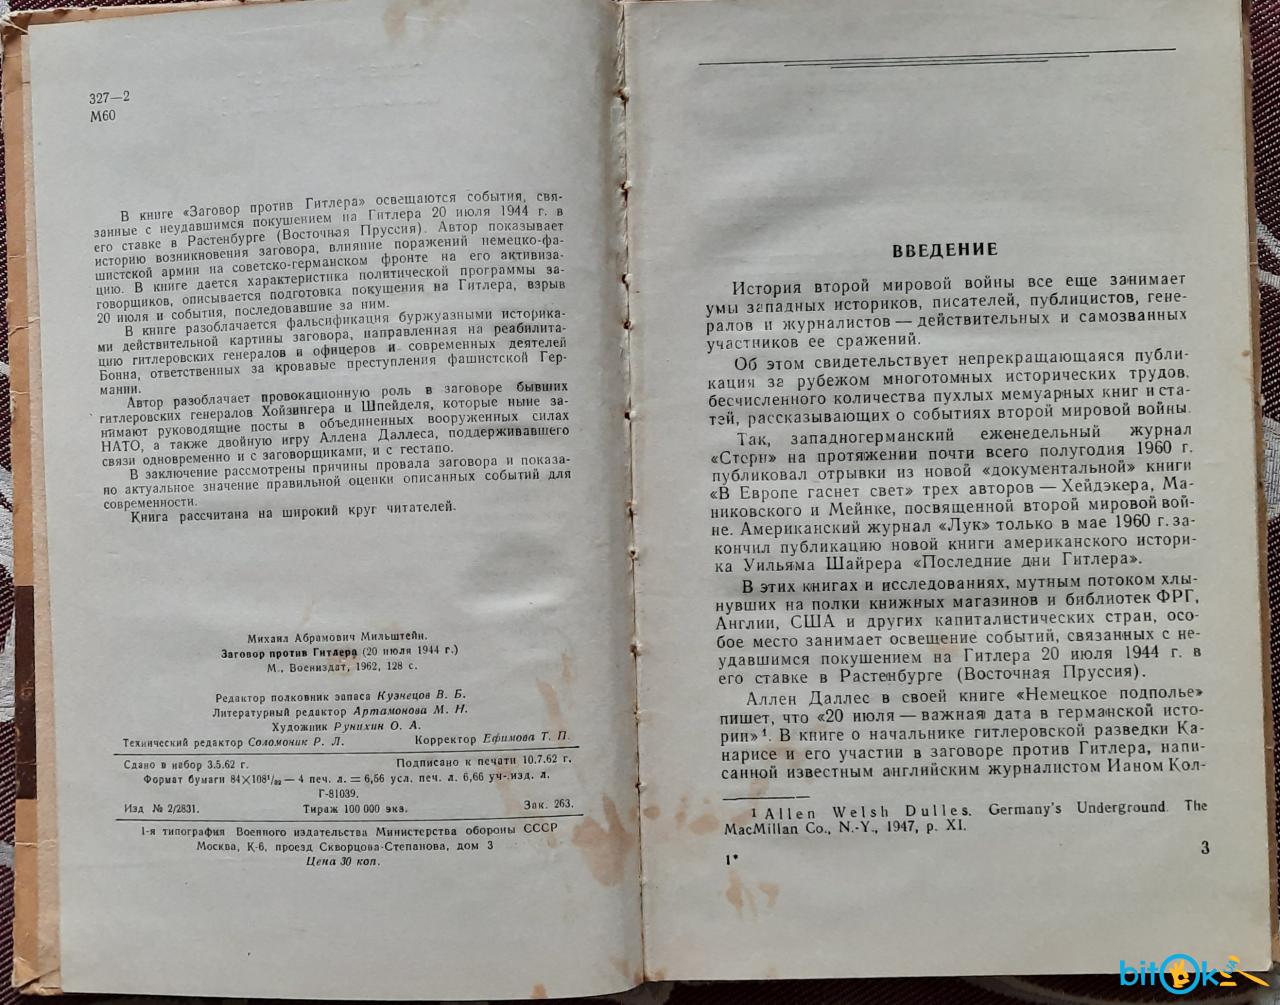 327—2
М60
В книге «Заговор против Гитлера» освещаются события, свя-
занные с неудавшимся покушением на Гитлера 20 июля 1944 г. в
его ставке в Растенбурге (Восточная Пруссия). Автор показывает
историю возникновения заговора, влияние поражений немецко-фа-
шистской армии на советско-германском фронте на его активиза-
цию. В книге дается характеристика политической программы за-
говорщиков, описывается подготовка покушения на Гитлера, взрыв
20 июля и события, последовавшие за ним.
В книге разоблачается фальсификация буржуазными историка-
ми действительной картины заговора, направленная на реабилита-
цию гитлеровских генералов и офицеров и современных деятелей
Бонна, ответственных за кровавые преступления фашистской Гер-
мании.
Автор разоблачает провокационную роль в заговоре бывших
гитлеровских генералов Хойзингера и Шпейделя, которые ныне за-
нимают руководящие посты в объединенных вооруженных силах
НАТО, а также двойную игру Аллена Даллеса, поддерживавшего
связи одновременно и с заговорщиками, и с гестапо.
В заключение рассмотрены причины провала заговора и показа-
но актуальное значение правильной оценки описанных событий для
современности.
Книга рассчитана на широкий круг читателей.
Михаил Абрамович Мильштейн.
Заговор против Гитлера (20 июля 1944 г.)
М., Воениздат, 1962, 128 с.
Редактор полковник запаса Кузнецов В. Б.
Литературный редактор Артамонова М. Н.
Художник Рунихин О. А.
Технический редактор Соломоник Р. Л. Корректор Ефимова Т. П.
Сдано в набор 3.5.62 г. Подписано к печати 10.7.62 г.
Формат бумаги 84×108¹/₃₂ — 4 печ. л. = 6,56 усл. печ. л. 6,66 уч-.изд. л.
Г-81039.
Изд № 2/2831. Тираж 100 000 экз. Зак. 263.
1-я типография Военного издательства Министерства обороны СССР
Москва, К-6, проезд Скворцова-Степанова, дом 3
Цена 30 коп.
ВВЕДЕНИЕ
История второй мировой войны все еще занимает
умы западных историков, писателей, публицистов, гене-
ралов и журналистов — действительных и самозванных
участников ее сражений.
Об этом свидетельствует непрекращающаяся публи-
кация за рубежом многотомных исторических трудов,
бесчисленного количества пухлых мемуарных книг и ста-
тей, рассказывающих о событиях второй мировой войны.
Так, западногерманский еженедельный журнал
«Стерн» на протяжении почти всего полугодия 1960 г.
публиковал отрывки из новой «документальной» книги
«В Европе гаснет свет» трех авторов — Хейдэкера, Ма-
никовского и Мейнке, посвященной второй мировой вой-
не. Американский журнал «Лук» только в мае 1960 г. за-
кончил публикацию новой книги американского истори-
ка Уильяма Шайрера «Последние дни Гитлера».
В этих книгах и исследованиях, мутным потоком хлы-
нувших на полки книжных магазинов и библиотек ФРГ,
Англии, США и других капиталистических стран, осо-
бое место занимает освещение событий, связанных с не-
удавшимся покушением на Гитлера 20 июля 1944 г. в
его ставке в Растенбурге (Восточная Пруссия).
Аллен Даллес в своей книге «Немецкое подполье»
пишет, что «20 июля — важная дата в германской исто-
рии»¹. В книге о начальнике гитлеровской разведки Ка-
нарисе и его участии в заговоре против Гитлера, напи-
санной известным английским журналистом Ианом Кол-
¹ Allen Welsh Dulles. Germany's Underground. The
MacMillan Co., N.-Y., 1947, p. XI.
1* 3
bitOk